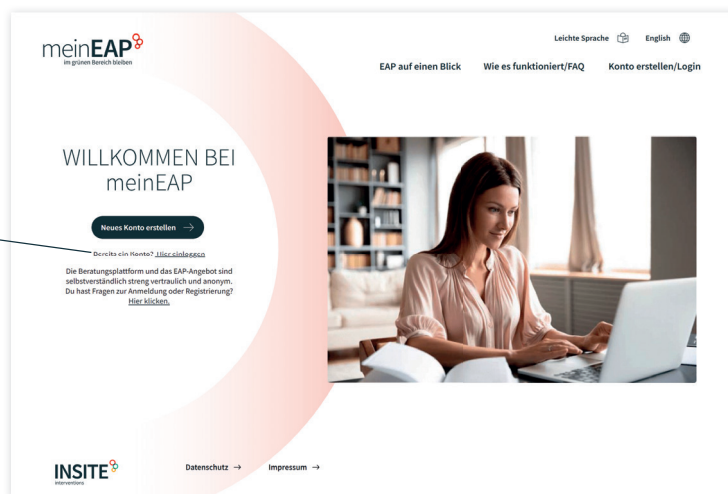 meinEAP
im grünen Bereich bleiben
Leichte Sprache
English
EAP auf einen Blick
Wie es funktioniert/FAQ
Konto erstellen/Login
WILLKOMMEN BEI
meinEAP
Neues Konto erstellen →
Bereits ein Konto? Hier einloggen
Die Beratungsplattform und das EAP-Angebot sind
selbstverständlich streng vertraulich und anonym.
Du hast Fragen zur Anmeldung oder Registrierung?
Hier klicken.
INSITE
interventions
Datenschutz →
Impressum →